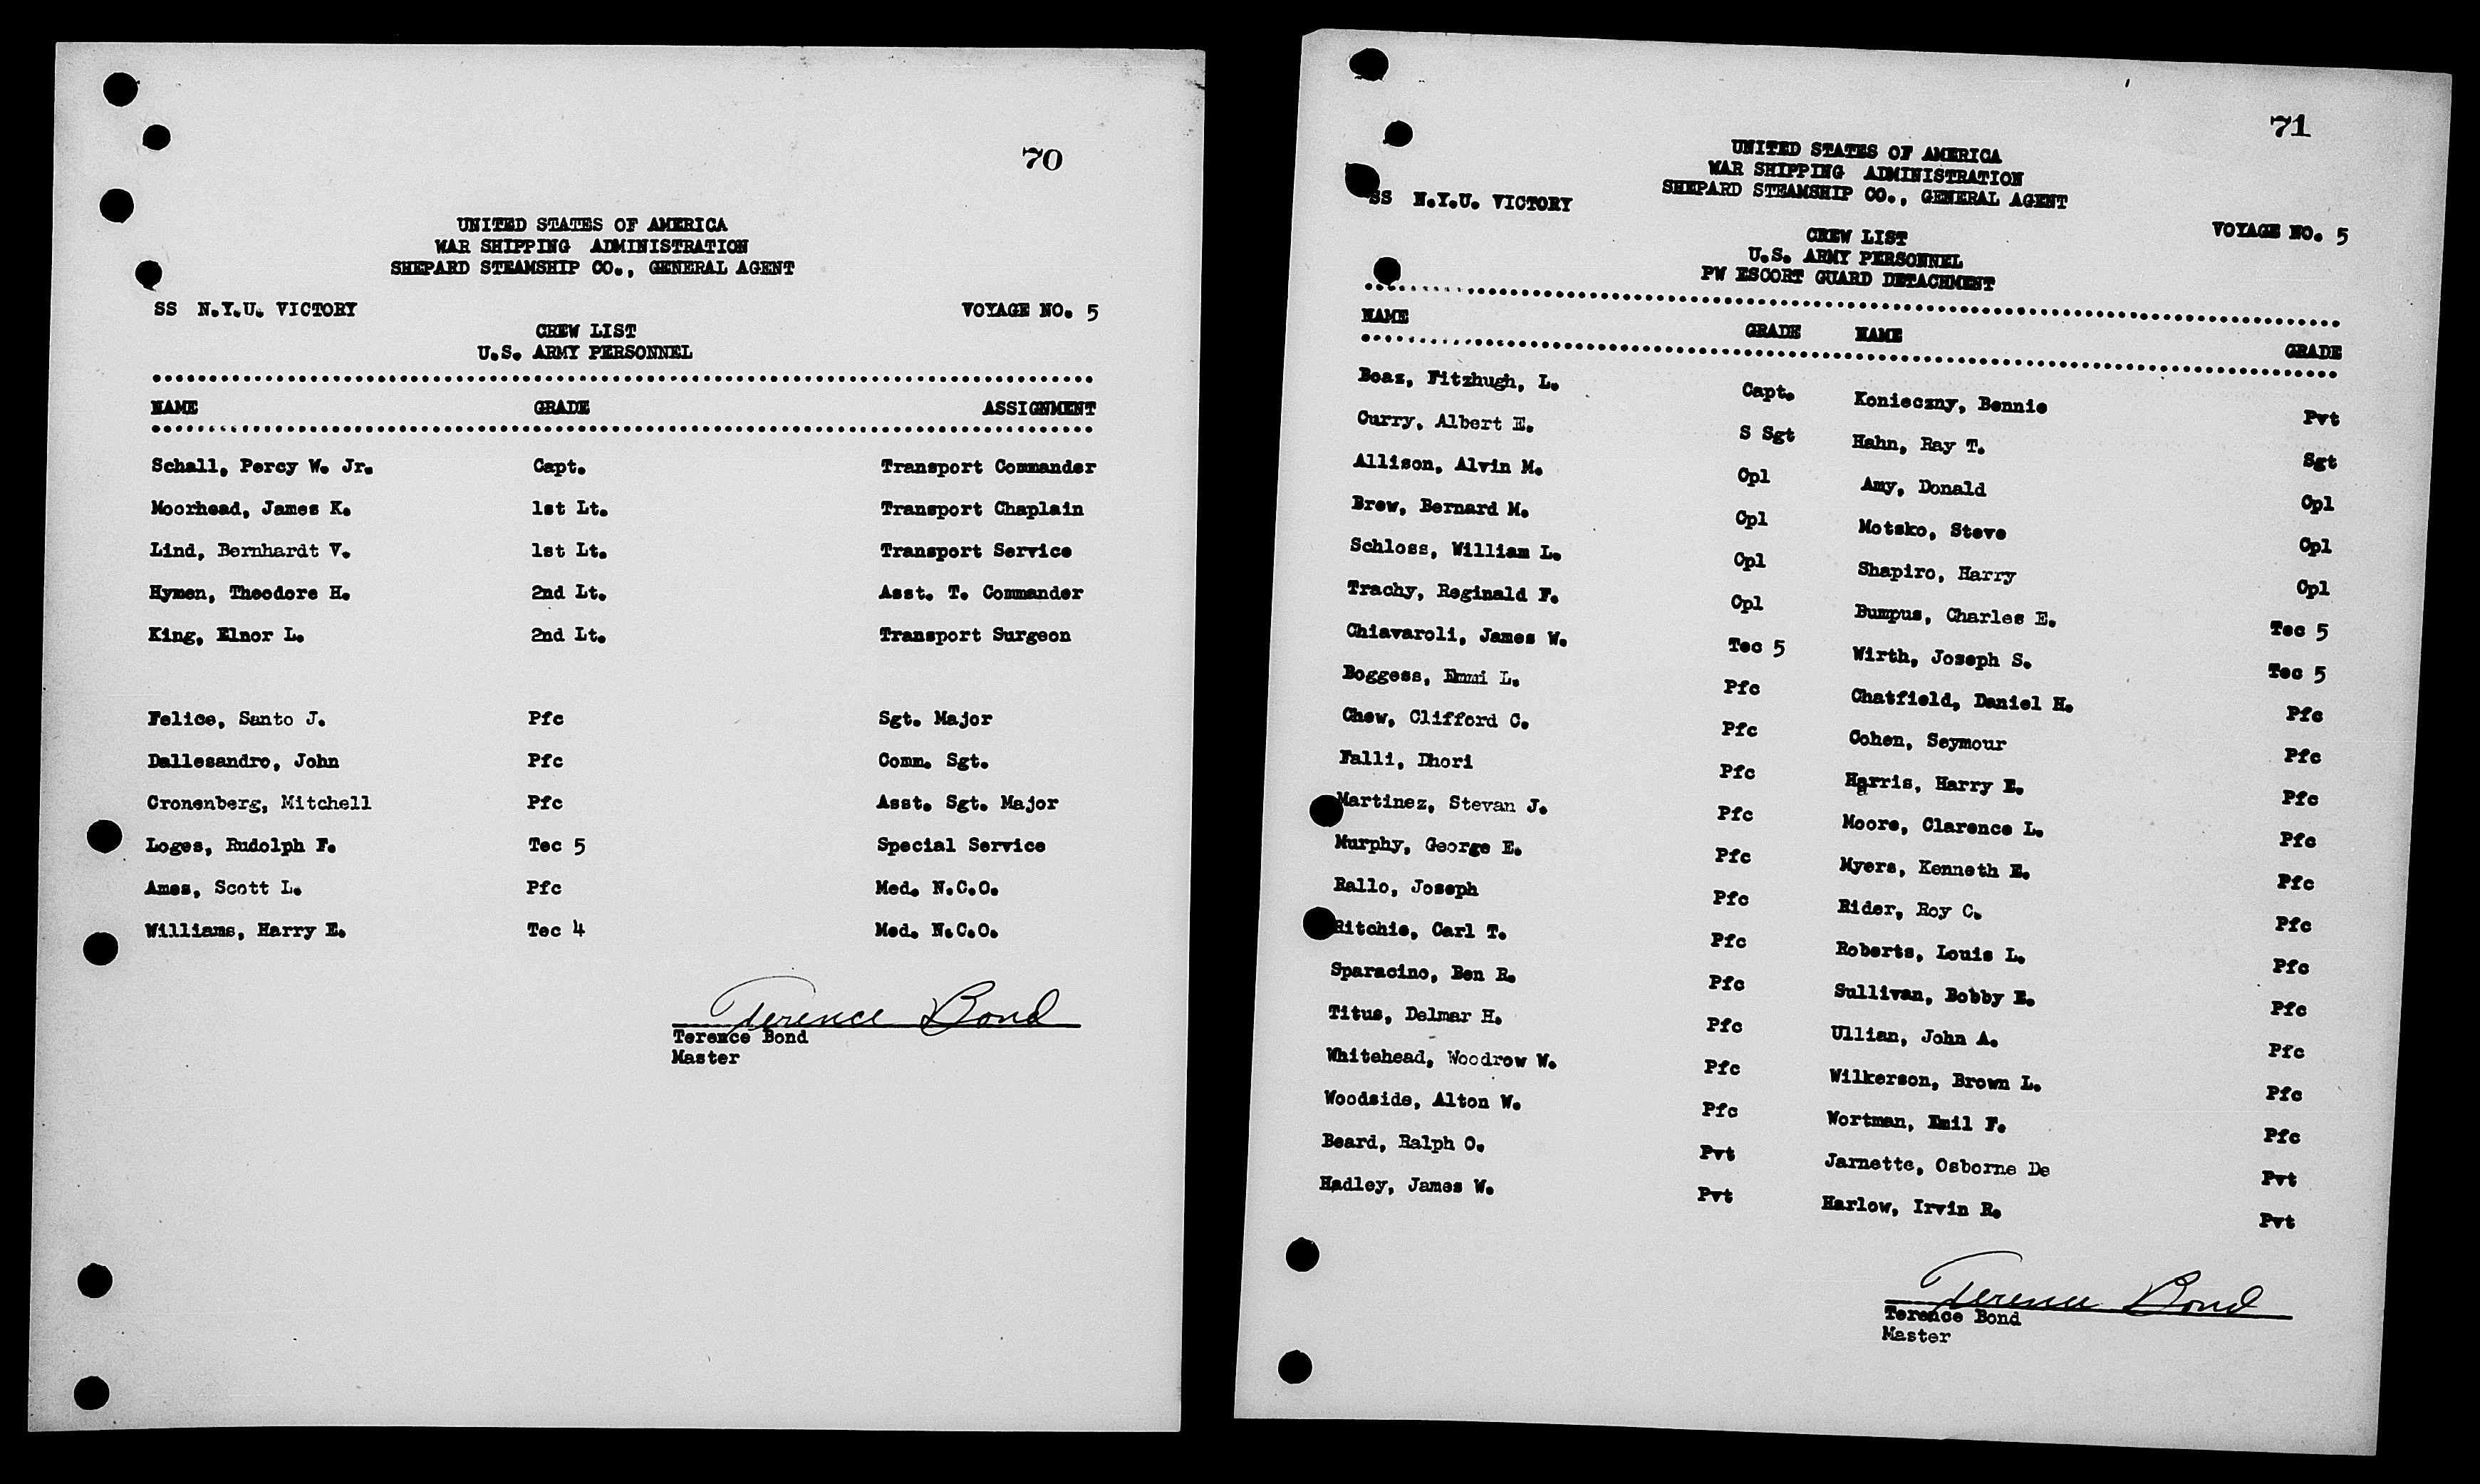 70
UNITED STATES OF AMERICA
WAR SHIPPING ADMINISTRATION
SHEPARD STEAMSHIP CO., GENERAL AGENT
SS N.Y.U. VICTORY VOYAGE NO. 5
CREW LIST
U.S. ARMY PERSONNEL
NAME GRADE ASSIGNMENT
Schall, Percy W. Jr. Capt. Transport Commander
Moorhead, James K. 1st Lt. Transport Chaplain
Lind, Bernhardt V. 1st Lt. Transport Service
Hymen, Theodore H. 2nd Lt. Asst. T. Commander
King, Elnor L. 2nd Lt. Transport Surgeon
Felice, Santo J. Pfc Sgt. Major
Dallesandro, John Pfc Comm. Sgt.
Cronenberg, Mitchell Pfc Asst. Sgt. Major
Loges, Rudolph F. Tec 5 Special Service
Ames, Scott L. Pfc Med. N.C.O.
Williams, Harry E. Tec 4 Med. N.C.O.
Terence Bond
Terence Bond
Master
71
UNITED STATES OF AMERICA
WAR SHIPPING ADMINISTRATION
SHEPARD STEAMSHIP CO., GENERAL AGENT
SS N.Y.U. VICTORY VOYAGE NO. 5
CREW LIST
U.S. ARMY PERSONNEL
PW ESCORT GUARD DETACHMENT
NAME GRADE NAME GRADE
Boaz, Fitzhugh, L. Capt. Konieczny, Bennie Pvt
Curry, Albert E. S Sgt Hahn, Ray T. Sgt
Allison, Alvin M. Cpl Amy, Donald Cpl
Brew, Bernard M. Cpl Motsko, Steve Cpl
Schloss, William L. Cpl Shapiro, Harry Cpl
Trachy, Reginald F. Cpl Bumpus, Charles E. Tec 5
Chiavaroli, James W. Tec 5 Wirth, Joseph S. Tec 5
Boggess, L. Pfc Chatfield, Daniel H. Pfc
Chew, Clifford C. Pfc Cohen, Seymour Pfc
Falli, Dhori Pfc Harris, Harry E. Pfc
Martinez, Stevan J. Pfc Moore, Clarence L. Pfc
Murphy, George E. Pfc Myers, Kenneth E. Pfc
Rallo, Joseph Pfc Rider, Roy C. Pfc
Ritchie, Carl T. Pfc Roberts, Louis L. Pfc
Sparacino, Ben R. Pfc Sullivan, Bobby E. Pfc
Titus, Delmar H. Pfc Ullian, John A. Pfc
Whitehead, Woodrow W. Pfc Wilkerson, Brown L. Pfc
Woodside, Alton W. Pfc Wortman, Emil F. Pfc
Beard, Ralph O. Pvt Jarnette, Osborne De Pvt
Hadley, James W. Pvt Harlow, Irvin R. Pvt
Terence Bond
Terence Bond
Master